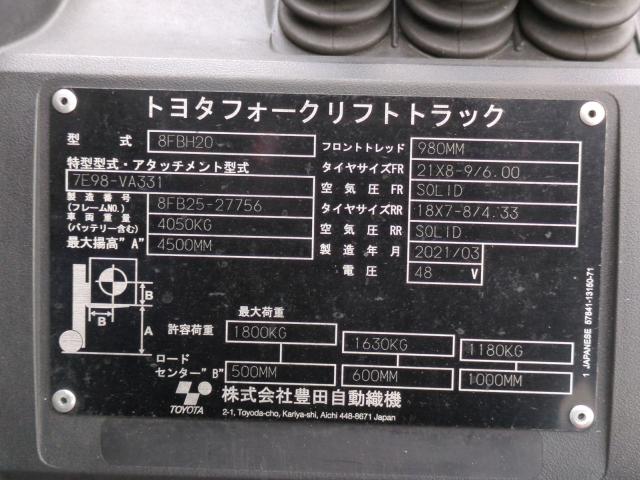 トヨタフォークリフトトラック
型 式 8FBH20
特型型式・アタッチメント型式
7E98-VA331
製造番号 (フレームNO.) 8FB25-27756
車両重量 (バッテリー含む) 4050KG
最大揚高"A" 4500MM
フロントトレッド 980MM
タイヤサイズFR 21X8-9/6.00
空気圧FR SOLID
タイヤサイズRR 18X7-8/4.33
空気圧RR SOLID
製造年月 2021/03
電圧 48 V
B
B
A
最大荷重
許容荷重 1800KG 1630KG 1180KG
ロード
センター"B" 500MM 600MM 1000MM
TOYOTA
株式会社豊田自動織機
2-1, Toyoda-cho, Kariya-shi, Aichi 448-8671 Japan
1 JAPANESE 57841-13150-71